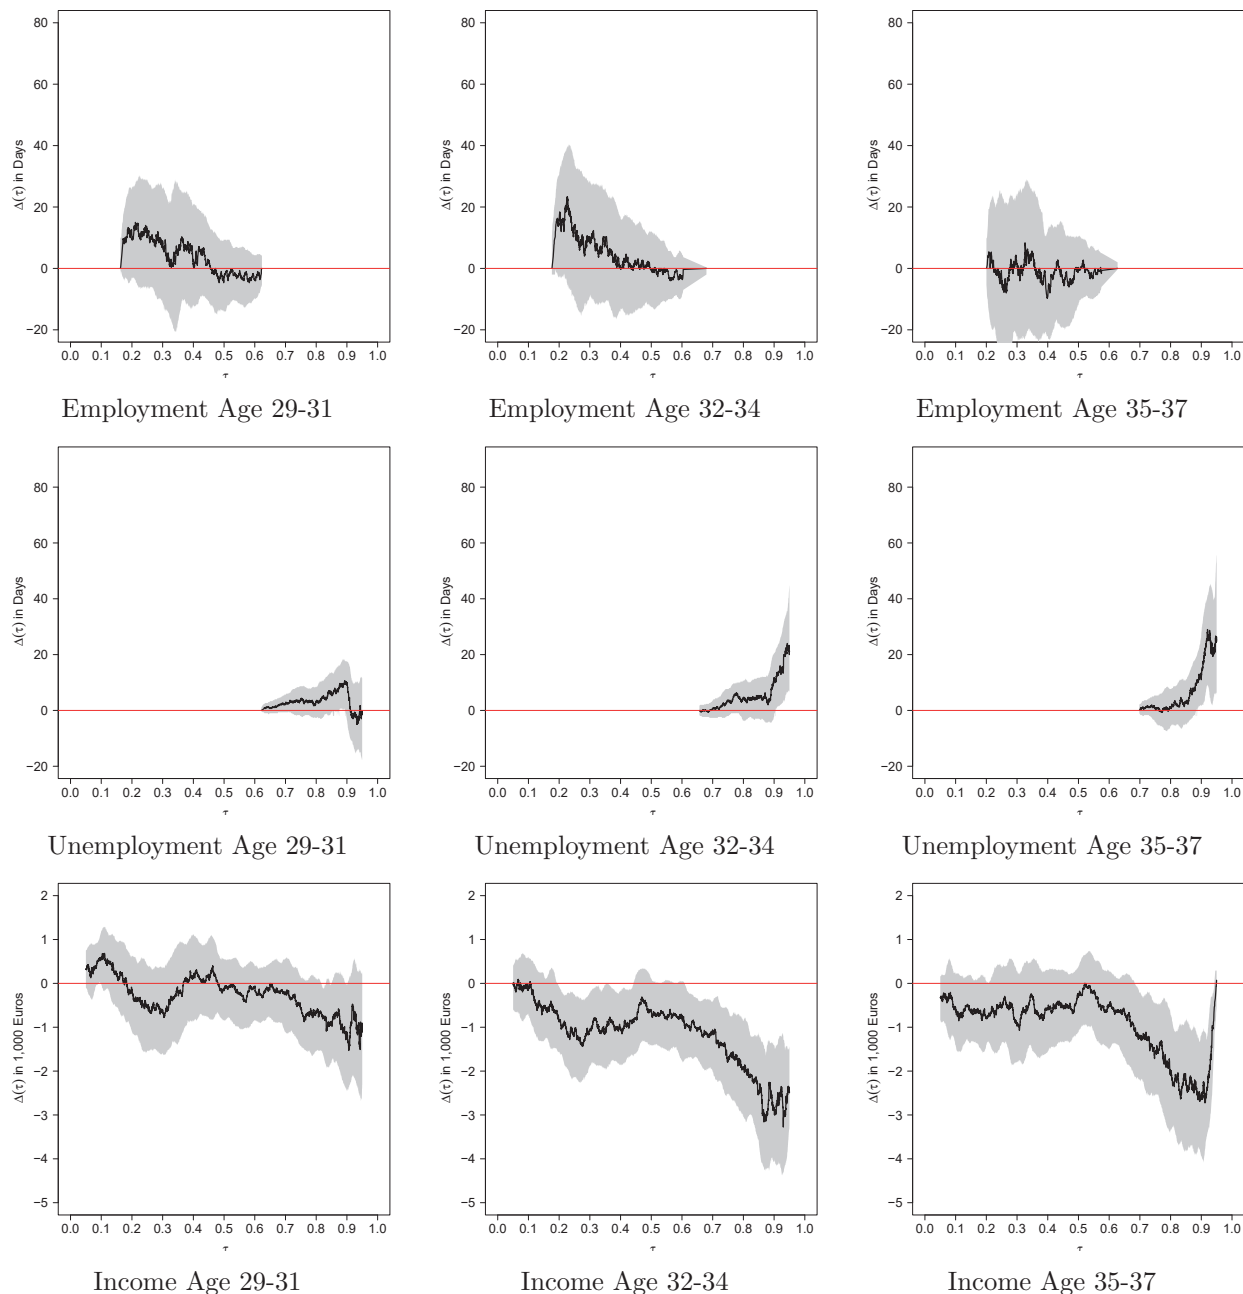 80
60
40
20
0
−20
Δ(τ) in Days
0.0 0.1 0.2 0.3 0.4 0.5 0.6 0.7 0.8 0.9 1.0
τ
Employment Age 29-31
80
60
40
20
0
−20
Δ(τ) in Days
0.0 0.1 0.2 0.3 0.4 0.5 0.6 0.7 0.8 0.9 1.0
τ
Employment Age 32-34
80
60
40
20
0
−20
Δ(τ) in Days
0.0 0.1 0.2 0.3 0.4 0.5 0.6 0.7 0.8 0.9 1.0
τ
Employment Age 35-37
80
60
40
20
0
−20
Δ(τ) in Days
0.0 0.1 0.2 0.3 0.4 0.5 0.6 0.7 0.8 0.9 1.0
τ
Unemployment Age 29-31
80
60
40
20
0
−20
Δ(τ) in Days
0.0 0.1 0.2 0.3 0.4 0.5 0.6 0.7 0.8 0.9 1.0
τ
Unemployment Age 32-34
80
60
40
20
0
−20
Δ(τ) in Days
0.0 0.1 0.2 0.3 0.4 0.5 0.6 0.7 0.8 0.9 1.0
τ
Unemployment Age 35-37
2
1
0
−1
−2
−3
−4
−5
Δ(τ) in 1,000 Euros
0.0 0.1 0.2 0.3 0.4 0.5 0.6 0.7 0.8 0.9 1.0
τ
Income Age 29-31
2
1
0
−1
−2
−3
−4
−5
Δ(τ) in 1,000 Euros
0.0 0.1 0.2 0.3 0.4 0.5 0.6 0.7 0.8 0.9 1.0
τ
Income Age 32-34
2
1
0
−1
−2
−3
−4
−5
Δ(τ) in 1,000 Euros
0.0 0.1 0.2 0.3 0.4 0.5 0.6 0.7 0.8 0.9 1.0
τ
Income Age 35-37